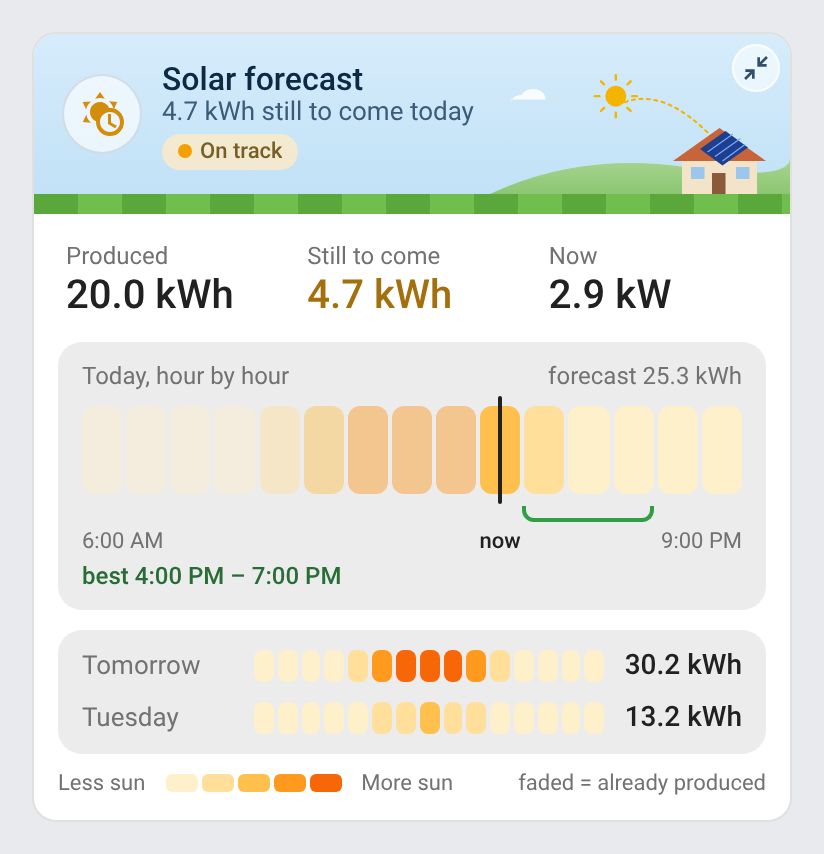 Solar forecast
4.7 kWh still to come today
On track
Produced
Still to come
Now
20.0 kWh
4.7 kWh
2.9 kW
Today, hour by hour
forecast 25.3 kWh
6:00 AM
now
9:00 PM
best 4:00 PM – 7:00 PM
Tomorrow
30.2 kWh
Tuesday
13.2 kWh
Less sun
More sun
faded = already produced